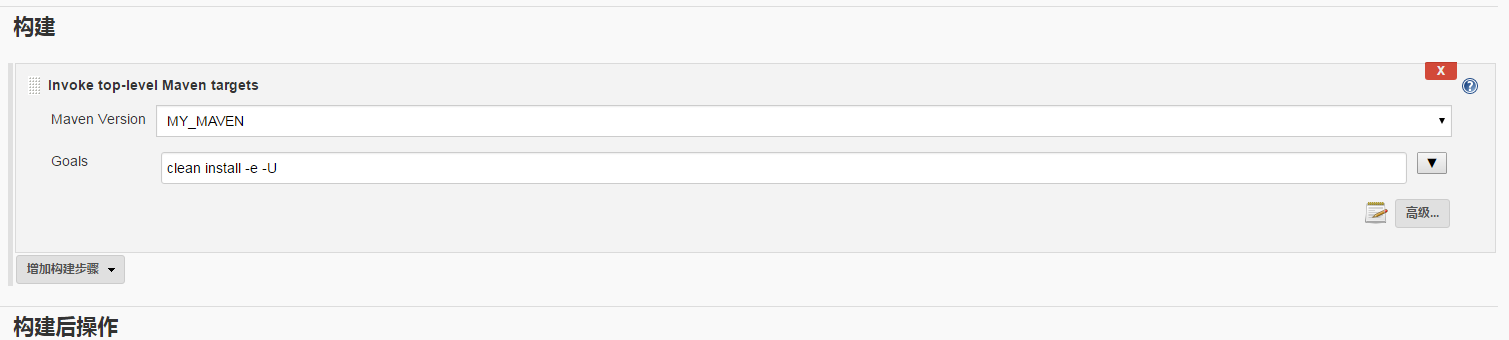 构建
Invoke top-level Maven targets
X
Maven Version
MY_MAVEN
Goals
clean install -e -U
高级...
增加构建步骤
构建后操作